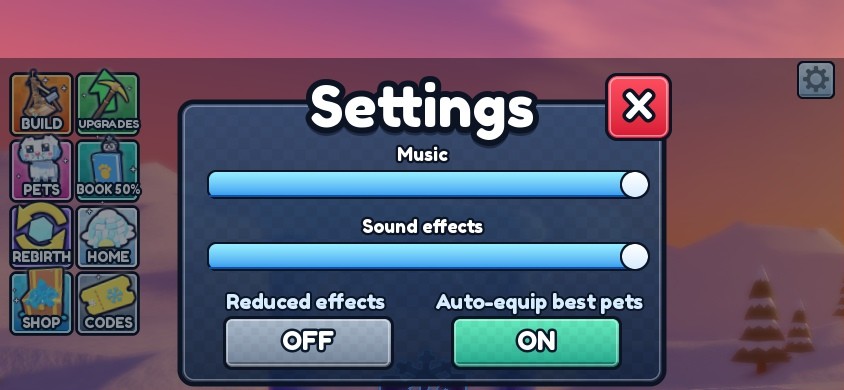 Settings
X
BUILD
UPGRADES
PETS
BOOK 50%
REBIRTH
HOME
SHOP
CODES
Music
Sound effects
Reduced effects
Auto-equip best pets
OFF
ON